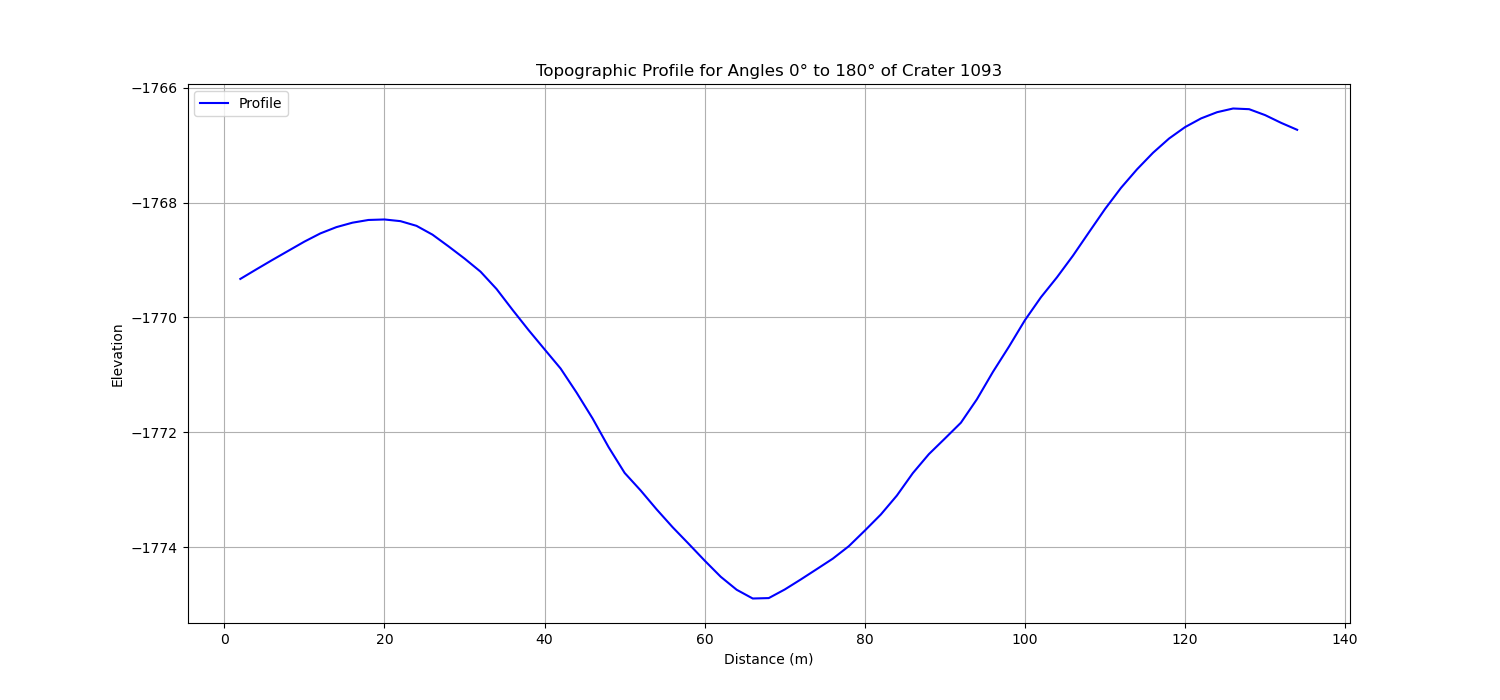 Topographic Profile for Angles 0° to 180° of Crater 1093
Profile
−1766
−1768
−1770
−1772
−1774
Elevation
0 20 40 60 80 100 120 140
Distance (m)